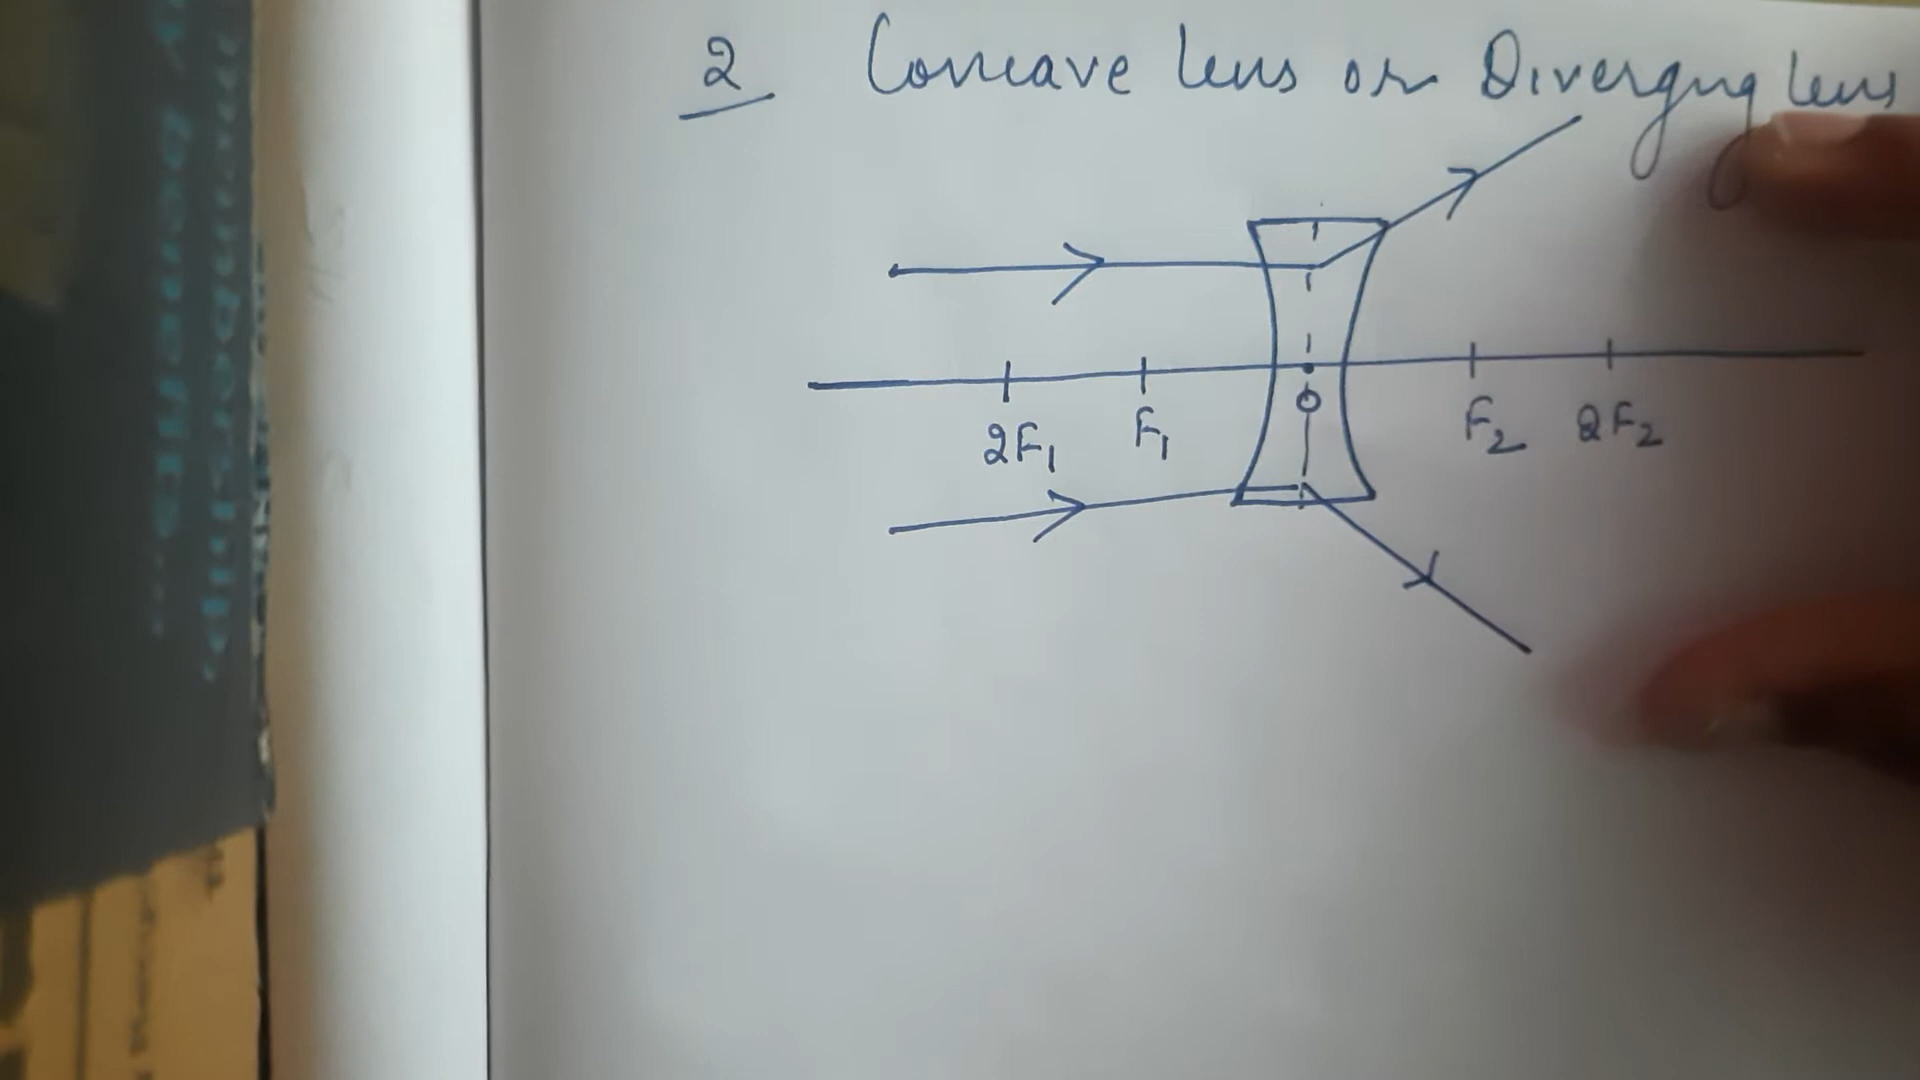 2 Concave lens or Diverging lens
2F₁ F₁ O F₂ 2F₂